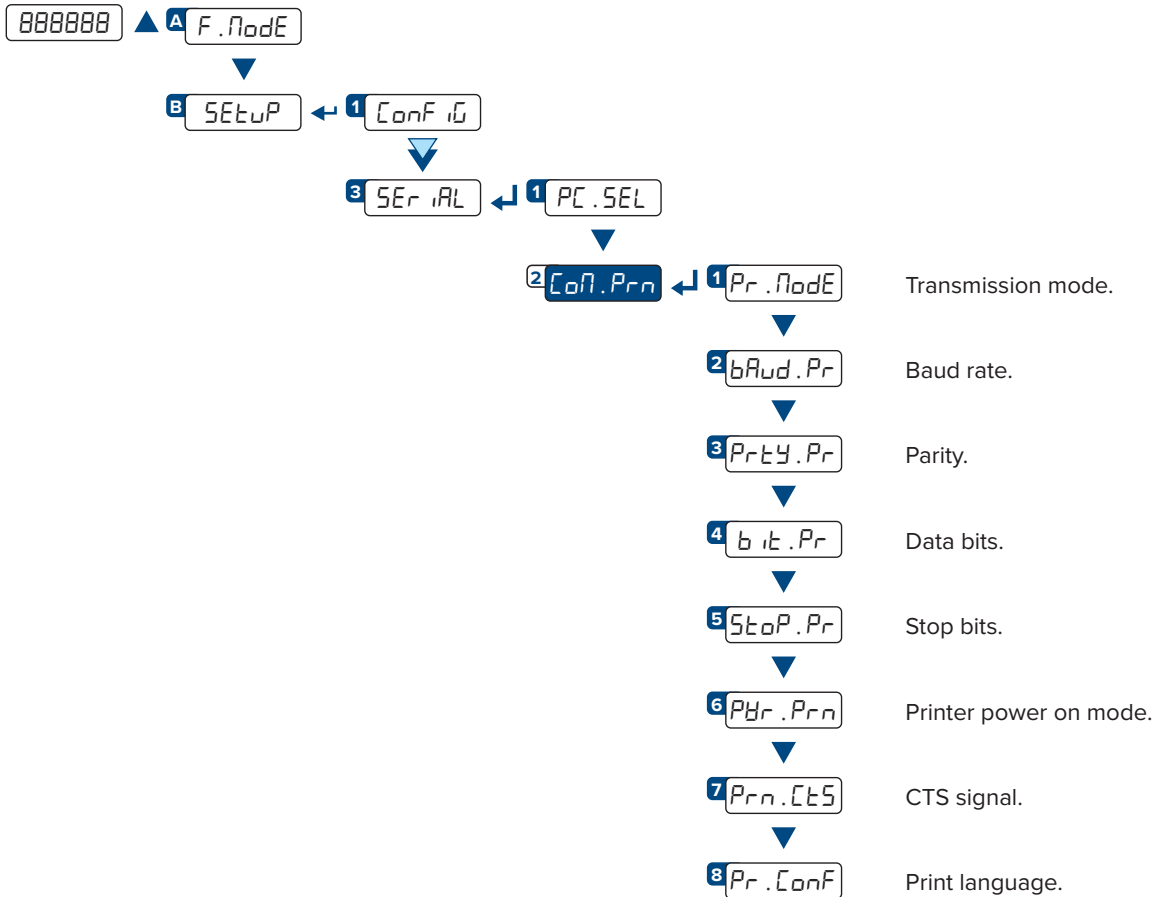 888888 A F.ModE
B SEtuP 1 ConFiG
3 SEriAL 1 PC.SEL
2 CoM.Prn 1 Pr.ModE Transmission mode.
2 bAud.Pr Baud rate.
3 PrtY.Pr Parity.
4 bit.Pr Data bits.
5 StoP.Pr Stop bits.
6 PWr.Prn Printer power on mode.
7 Prn.CtS CTS signal.
8 Pr.ConF Print language.